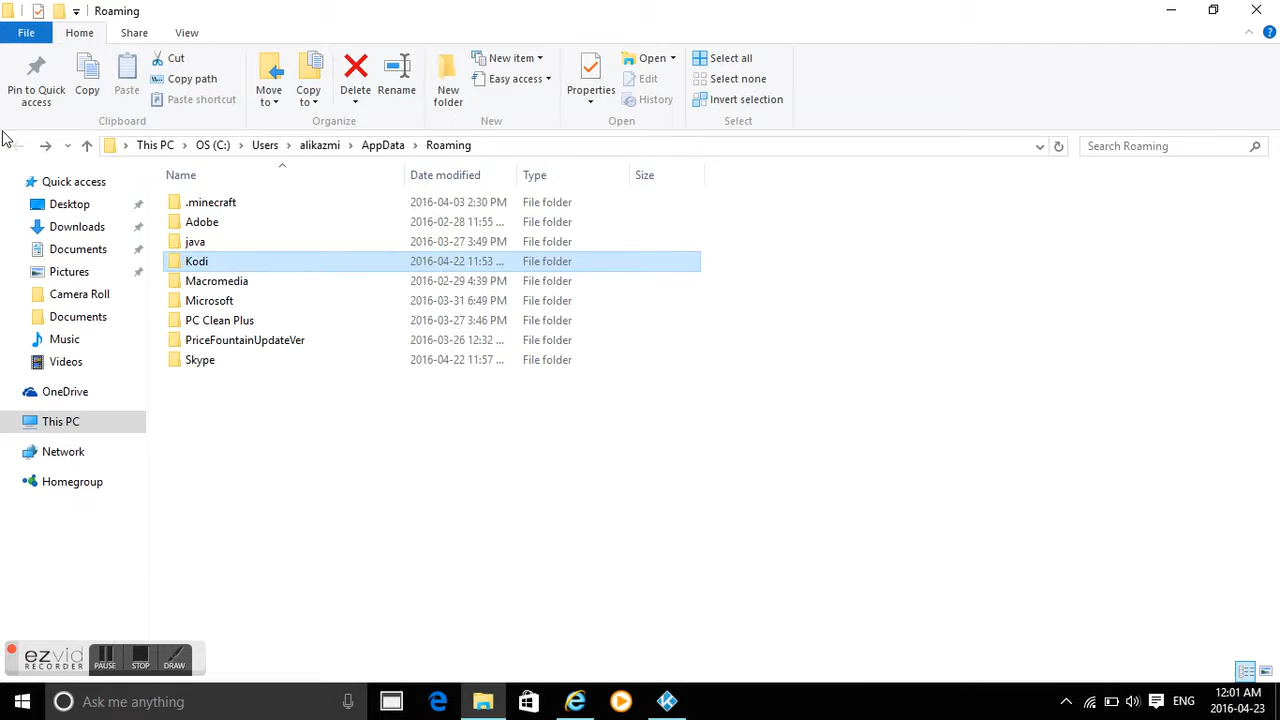 Roaming
File Home Share View
Pin to Quick access Copy Paste Cut Copy path Paste shortcut Move to Copy to Delete Rename New folder New item Easy access Properties Open Edit History Select all Select none Invert selection
Clipboard Organize New Open Select
This PC OS (C:) Users alikazmi AppData Roaming Search Roaming
Name Date modified Type Size
.minecraft 2016-04-03 2:30 PM File folder
Adobe 2016-02-28 11:55 ... File folder
java 2016-03-27 3:49 PM File folder
Kodi 2016-04-22 11:53 ... File folder
Macromedia 2016-02-29 4:39 PM File folder
Microsoft 2016-03-31 6:49 PM File folder
PC Clean Plus 2016-03-27 3:46 PM File folder
PriceFountainUpdateVer 2016-03-26 12:32 ... File folder
Skype 2016-04-22 11:57 ... File folder
Quick access
Desktop
Downloads
Documents
Pictures
Camera Roll
Documents
Music
Videos
OneDrive
This PC
Network
Homegroup
ezvid RECORDER PAUSE STOP DRAW
Ask me anything
ENG
12:01 AM
2016-04-23